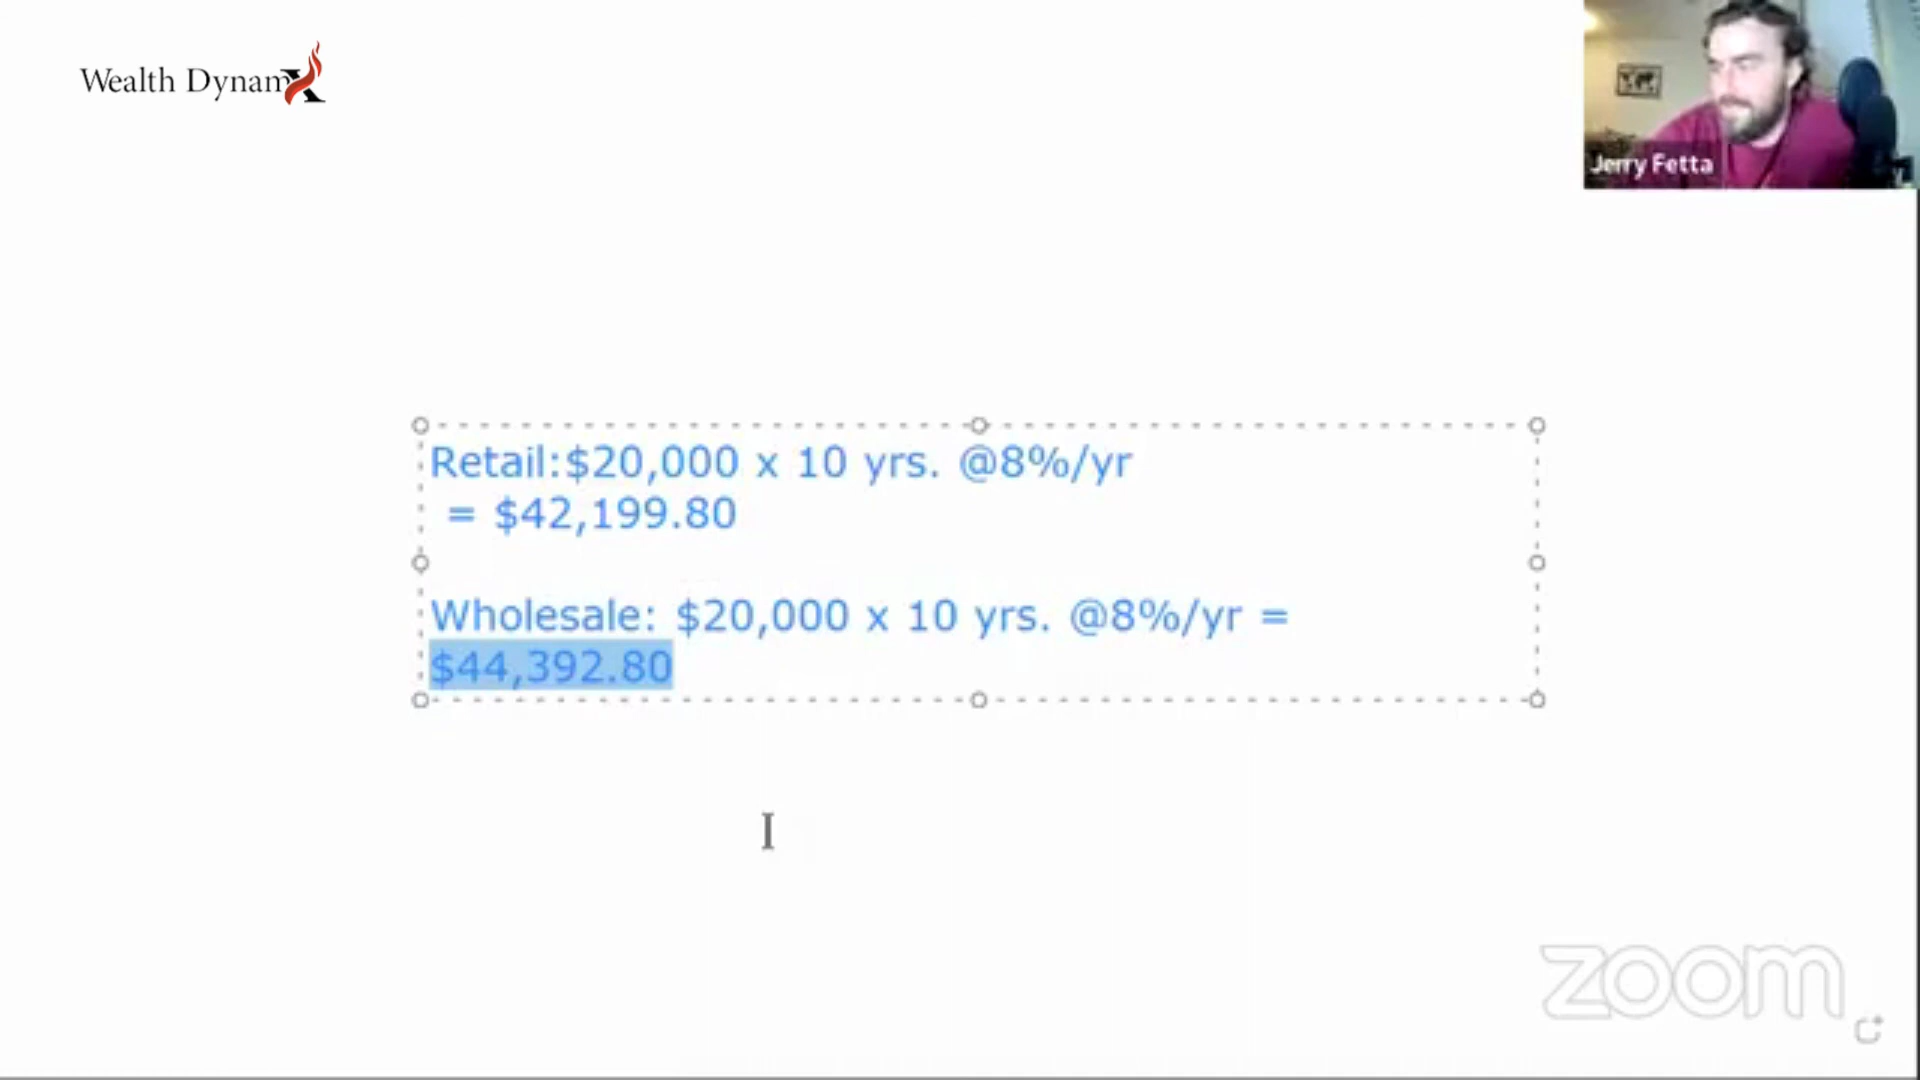 Wealth DynamX
Jerry Fetta
Retail:$20,000 x 10 yrs. @8%/yr
= $42,199.80
Wholesale: $20,000 x 10 yrs. @8%/yr =
$44,392.80
zoom